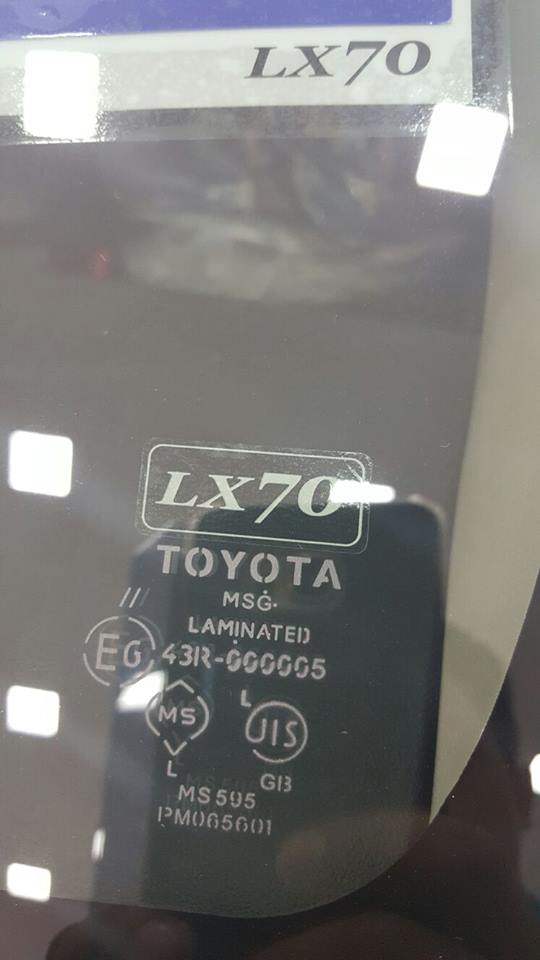 LX70
LX70
TOYOTA
MSG.
LAMINATED
///
E6 43R-000005
MS
L
JIS
L
GB
MS595
PM065601